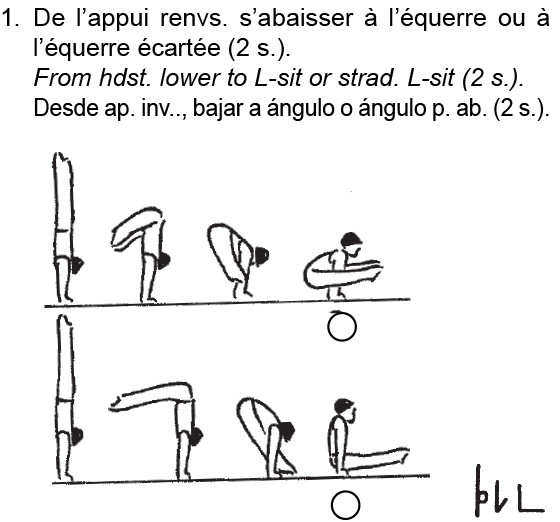 1. De l’appui renvs. s’abaisser à l’équerre ou à
l’équerre écartée (2 s.).
From hdst. lower to L-sit or strad. L-sit (2 s.).
Desde ap. inv.., bajar a ángulo o ángulo p. ab. (2 s.).